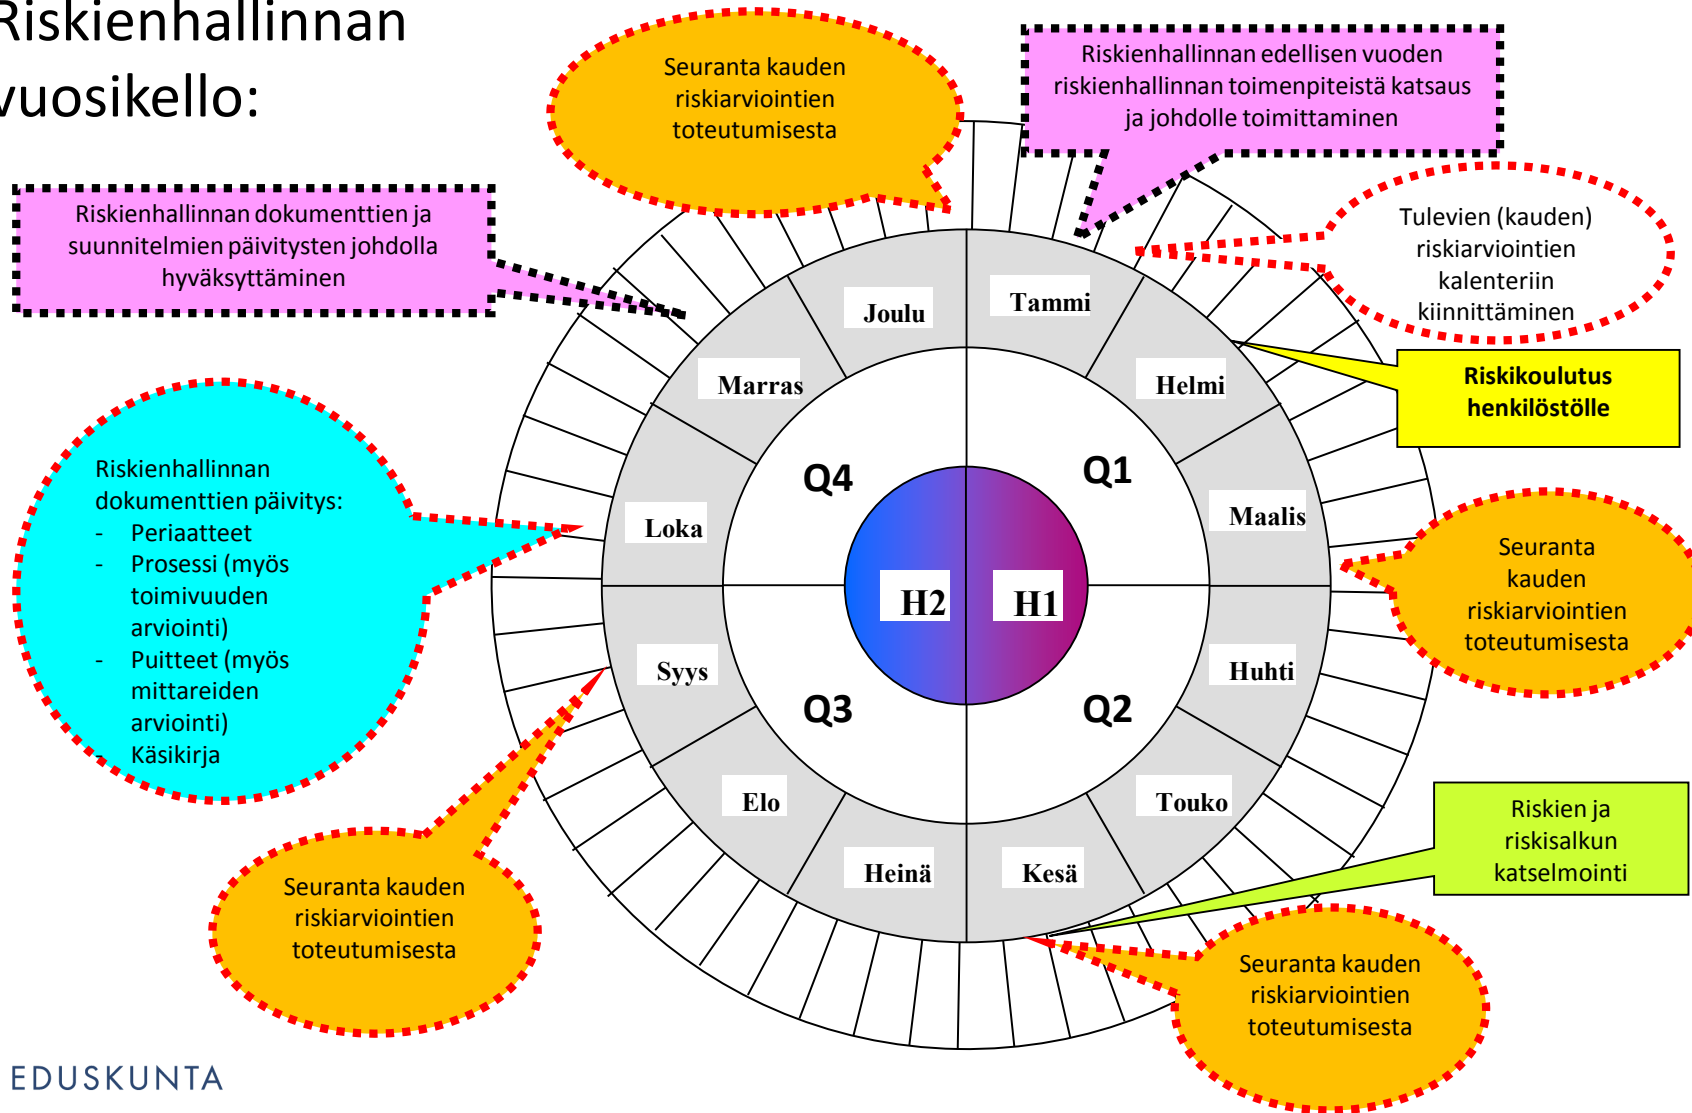 Riskienhallinnan
vuosikello:
Seuranta kauden
riskiarviointien
toteutumisesta
Riskienhallinnan edellisen vuoden
riskienhallinnan toimenpiteistä katsaus
ja johdolle toimittaminen
Riskienhallinnan dokumenttien ja
suunnitelmien päivitysten johdolla
hyväksyttäminen
Tulevien (kauden)
riskiarviointien
kalenteriin
kiinnittäminen
Riskikoulutus
henkilöstölle
Joulu
Tammi
Marras
Helmi
Loka
Maalis
Syys
Huhti
Elo
Touko
Heinä
Kesä
Q4
Q1
Q3
Q2
H2
H1
Riskienhallinnan
dokumenttien päivitys:
- Periaatteet
- Prosessi (myös
toimivuuden
arviointi)
- Puitteet (myös
mittareiden
arviointi)
- Käsikirja
Seuranta
kauden
riskiarviointien
toteutumisesta
Riskien ja
riskisalkun
katselmointi
Seuranta kauden
riskiarviointien
toteutumisesta
Seuranta kauden
riskiarviointien
toteutumisesta
EDUSKUNTA